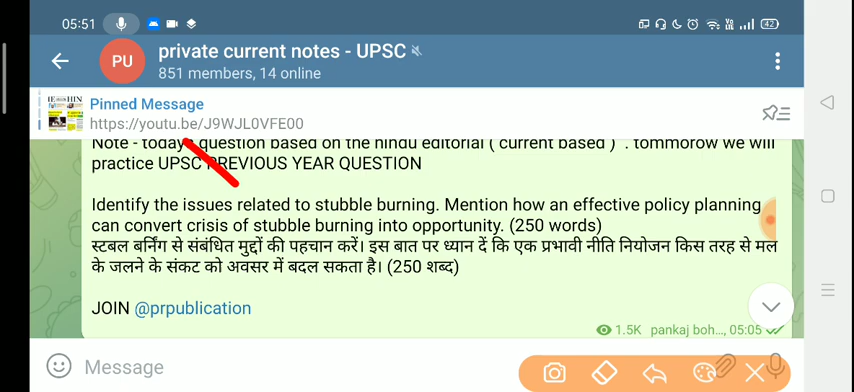 05:51
42
PU
private current notes - UPSC
851 members, 14 online
Pinned Message
https://youtu.be/J9WJL0VFE00
Note - todays question based on the hindu editorial ( current based ) . tommorow we will
practice UPSC PREVIOUS YEAR QUESTION
Identify the issues related to stubble burning. Mention how an effective policy planning
can convert crisis of stubble burning into opportunity. (250 words)
स्टबल बर्निंग से संबंधित मुद्दों की पहचान करें। इस बात पर ध्यान दें कि एक प्रभावी नीति नियोजन किस तरह से मल
के जलने के संकट को अवसर में बदल सकता है। (250 शब्द)
JOIN @prpublication
1.5K pankaj boh..., 05:05
Message